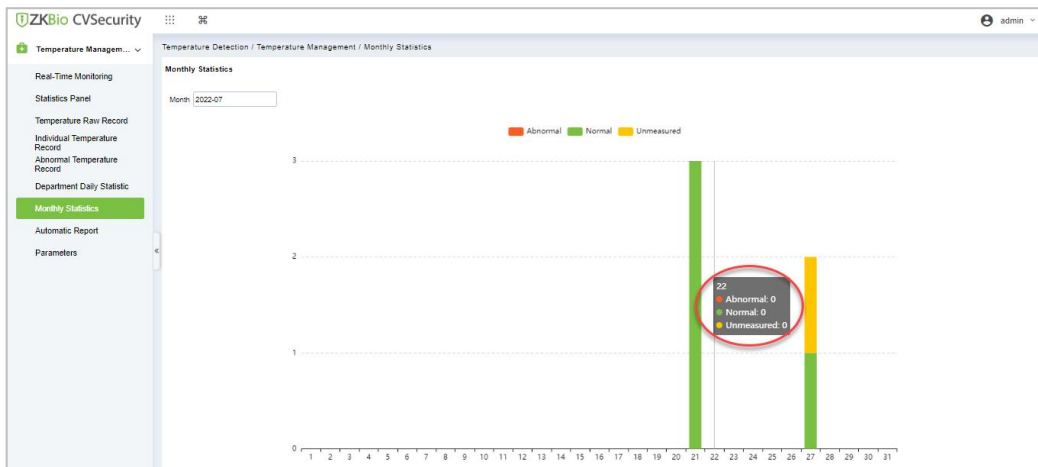 ZKBio CVSecurity
admin
Temperature Managem...
Temperature Detection / Temperature Management / Monthly Statistics
Real-Time Monitoring
Statistics Panel
Temperature Raw Record
Individual Temperature
Record
Abnormal Temperature
Record
Department Daily Statistic
Monthly Statistics
Automatic Report
Parameters
Monthly Statistics
Month 2022-07
Abnormal Normal Unmeasured
3
2
1
0
22
Abnormal: 0
Normal: 0
Unmeasured: 0
1 2 3 4 5 6 7 8 9 10 11 12 13 14 15 16 17 18 19 20 21 22 23 24 25 26 27 28 29 30 31